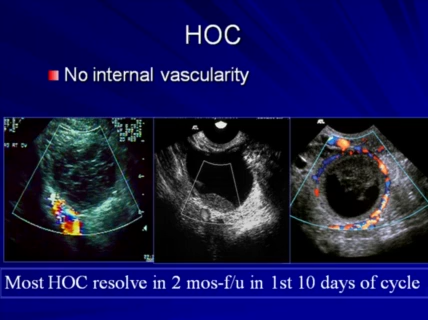 HOC
No internal vascularity
Most HOC resolve in 2 mos-f/u in 1st 10 days of cycle